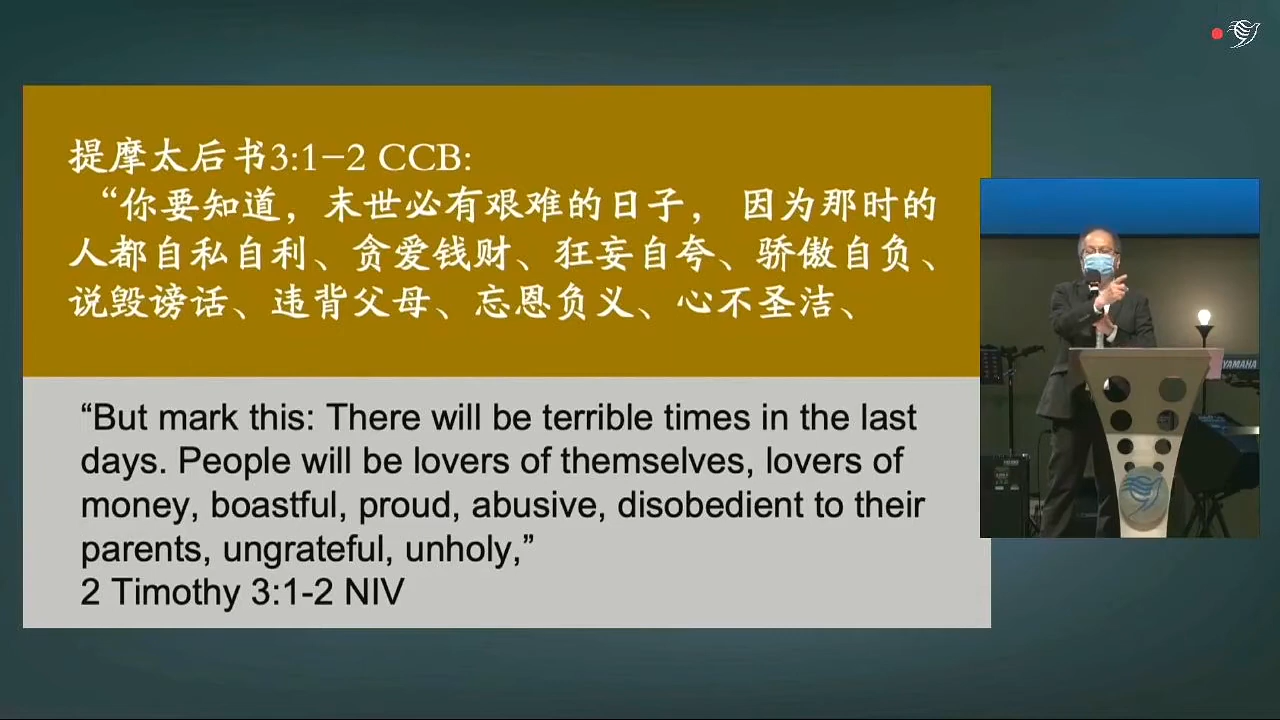 提摩太后书3:1-2 CCB:
“你要知道，末世必有艰难的日子， 因为那时的
人都自私自利、贪爱钱财、狂妄自夸、骄傲自负、
说毁谤话、违背父母、忘恩负义、心不圣洁、
“But mark this: There will be terrible times in the last
days. People will be lovers of themselves, lovers of
money, boastful, proud, abusive, disobedient to their
parents, ungrateful, unholy,”
2 Timothy 3:1-2 NIV
YAMAHA